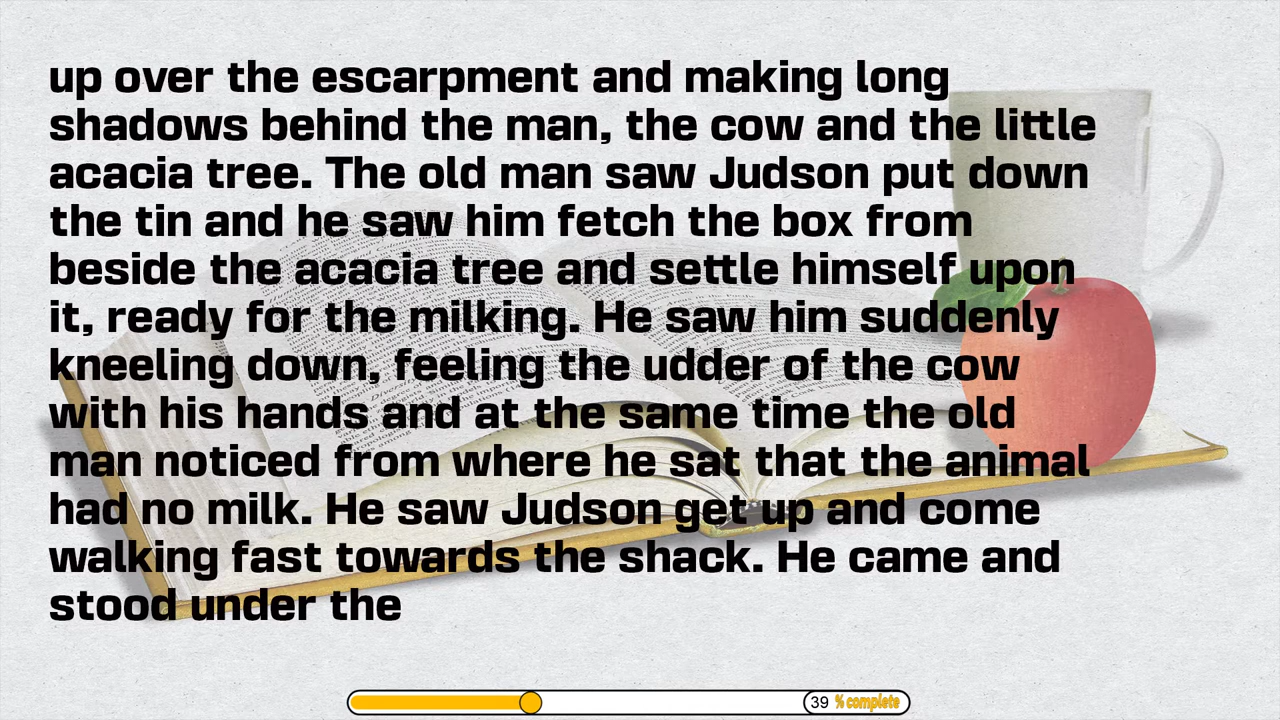 up over the escarpment and making long
shadows behind the man, the cow and the little
acacia tree. The old man saw Judson put down
the tin and he saw him fetch the box from
beside the acacia tree and settle himself upon
it, ready for the milking. He saw him suddenly
kneeling down, feeling the udder of the cow
with his hands and at the same time the old
man noticed from where he sat that the animal
had no milk. He saw Judson get up and come
walking fast towards the shack. He came and
stood under the
39 % complete